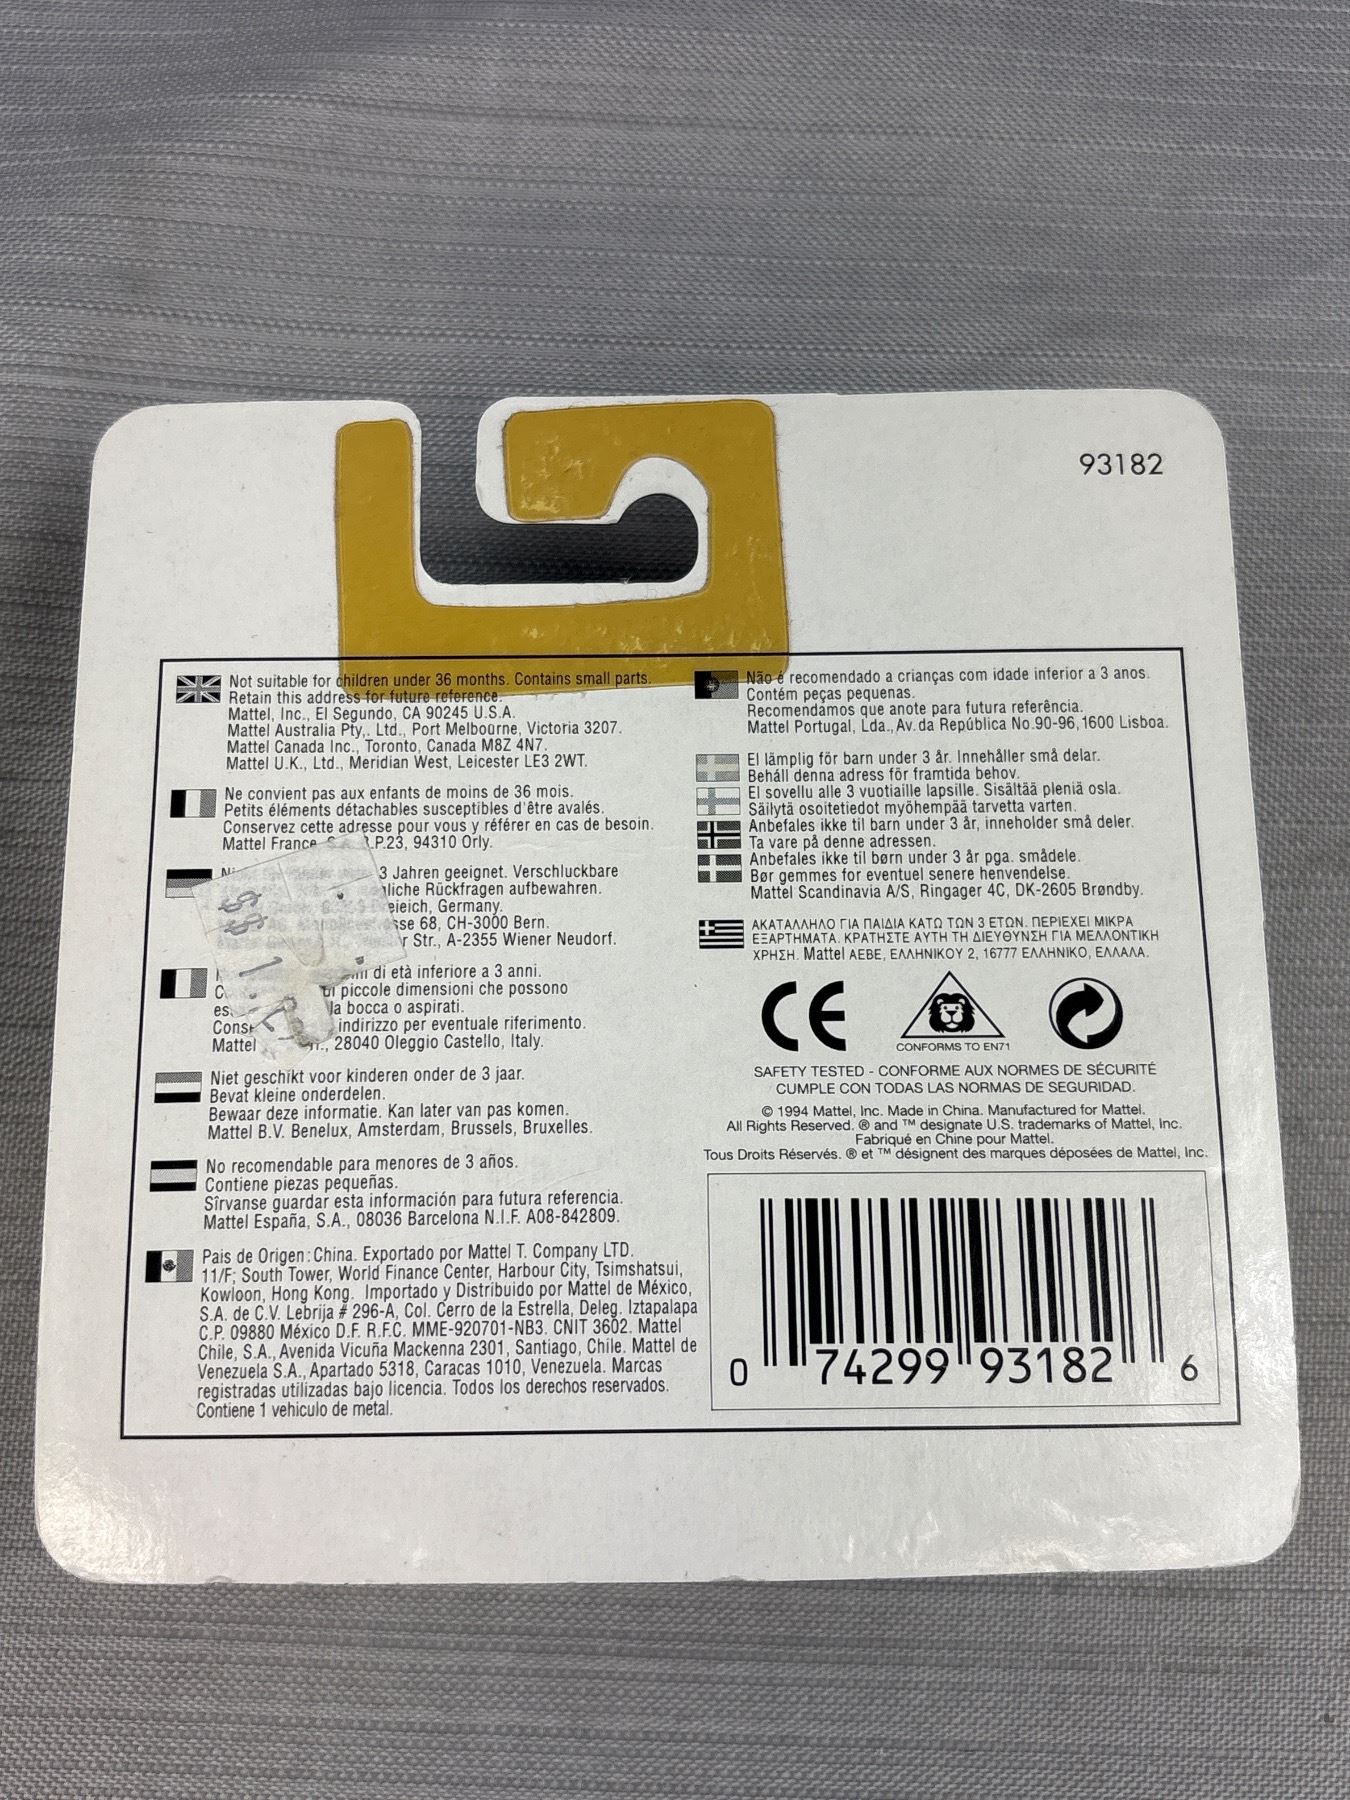 93182
Not suitable for children under 36 months. Contains small parts.
Retain this address for future reference.
Mattel, Inc., El Segundo, CA 90245 U.S.A.
Mattel Australia Pty,. Ltd., Port Melbourne, Victoria 3207.
Mattel Canada Inc., Toronto, Canada M8Z 4N7.
Mattel U.K., Ltd., Meridian West, Leicester LE3 2WT.
Ne convient pas aux enfants de moins de 36 mois.
Petits éléments détachables susceptibles d'être avalés.
Conservez cette adresse pour vous y référer en cas de besoin.
Mattel France .P.23, 94310 Orly.
3 Jahren geeignet. Verschluckbare
Rückfragen aufbewahren.
Germany.
68, CH-3000 Bern.
Str., A-2355 Wiener Neudorf.
di età inferiore a 3 anni.
piccole dimensioni che possono
la bocca o aspirati.
indirizzo per eventuale riferimento.
Mattel 28040 Oleggio Castello, Italy.
Niet geschikt voor kinderen onder de 3 jaar.
Bevat kleine onderdelen.
Bewaar deze informatie. Kan later van pas komen.
Mattel B.V. Benelux, Amsterdam, Brussels, Bruxelles.
No recomendable para menores de 3 años.
Contiene piezas pequeñas.
Sîrvanse guardar esta información para futura referencia.
Mattel España, S.A., 08036 Barcelona N.I.F. A08-842809.
Pais de Origen: China. Exportado por Mattel T. Company LTD.
11/F; South Tower, World Finance Center, Harbour City, Tsimshatsui,
Kowloon, Hong Kong. Importado y Distribuido por Mattel de México,
S.A. de C.V. Lebrija # 296-A, Col. Cerro de la Estrella, Deleg. Iztapalapa
C.P. 09880 México D.F. R.F.C. MME-920701-NB3. CNIT 3602. Mattel
Chile, S.A., Avenida Vicuña Mackenna 2301, Santiago, Chile. Mattel de
Venezuela S.A., Apartado 5318, Caracas 1010, Venezuela. Marcas
registradas utilizadas bajo licencia. Todos los derechos reservados.
Contiene 1 vehiculo de metal.
Não é recomendado a crianças com idade inferior a 3 anos.
Contém peças pequenas.
Recomendamos que anote para futura referência.
Mattel Portugal, Lda., Av. da República No.90-96, 1600 Lisboa.
El lämplig för barn under 3 år. Innehåller små delar.
Behåll denna adress för framtida behov.
El sovellu alle 3 vuotiaille lapsille. Sisältää pleniä osla.
Säilytä osoitetiedot myöhempää tarvetta varten.
Anbefales ikke til barn under 3 år, inneholder små deler.
Ta vare på denne adressen.
Anbefales ikke til børn under 3 år pga. smådele.
Bør gemmes for eventuel senere henvendelse.
Mattel Scandinavia A/S, Ringager 4C, DK-2605 Brøndby.
ΑΚΑΤΑΛΛΗΛΟ ΓΙΑ ΠΑΙΔΙΑ ΚΑΤΩ ΤΩΝ 3 ΕΤΩΝ. ΠΕΡΙΕΧΕΙ ΜΙΚΡΑ
ΕΞΑΡΤΗΜΑΤΑ. ΚΡΑΤΗΣΤΕ ΑΥΤΗ ΤΗ ΔΙΕΥΘΥΝΣΗ ΓΙΑ ΜΕΛΛΟΝΤΙΚΗ
ΧΡΗΣΗ. Mattel ΑΕΒΕ, ΕΛΛΗΝΙΚΟΥ 2, 16777 ΕΛΛΗΝΙΚΟ, ΕΛΛΑΛΑ.
CE
CONFORMS TO EN71
SAFETY TESTED - CONFORME AUX NORMES DE SÉCURITÉ
CUMPLE CON TODAS LAS NORMAS DE SEGURIDAD.
© 1994 Mattel, Inc. Made in China. Manufactured for Mattel.
All Rights Reserved. ® and ™ designate U.S. trademarks of Mattel, Inc.
Fabriqué en Chine pour Mattel.
Tous Droits Réservés. ® et ™ désignent des marques déposées de Mattel, Inc.
0 74299 93182 6